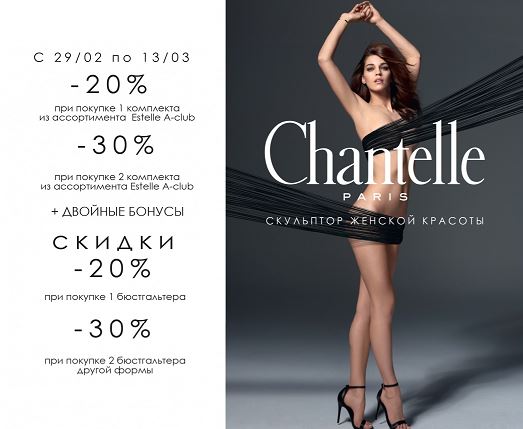 С 29/02 по 13/03
-20%
при покупке 1 комплекта
из ассортимента Estelle A-club
-30%
при покупке 2 комплекта
из ассортимента Estelle A-club
+ ДВОЙНЫЕ БОНУСЫ
СКИДКИ
-20%
при покупке 1 бюстгальтера
-30%
при покупке 2 бюстгальтера
другой формы
Chantelle
PARIS
СКУЛЬПТОР ЖЕНСКОЙ КРАСОТЫ